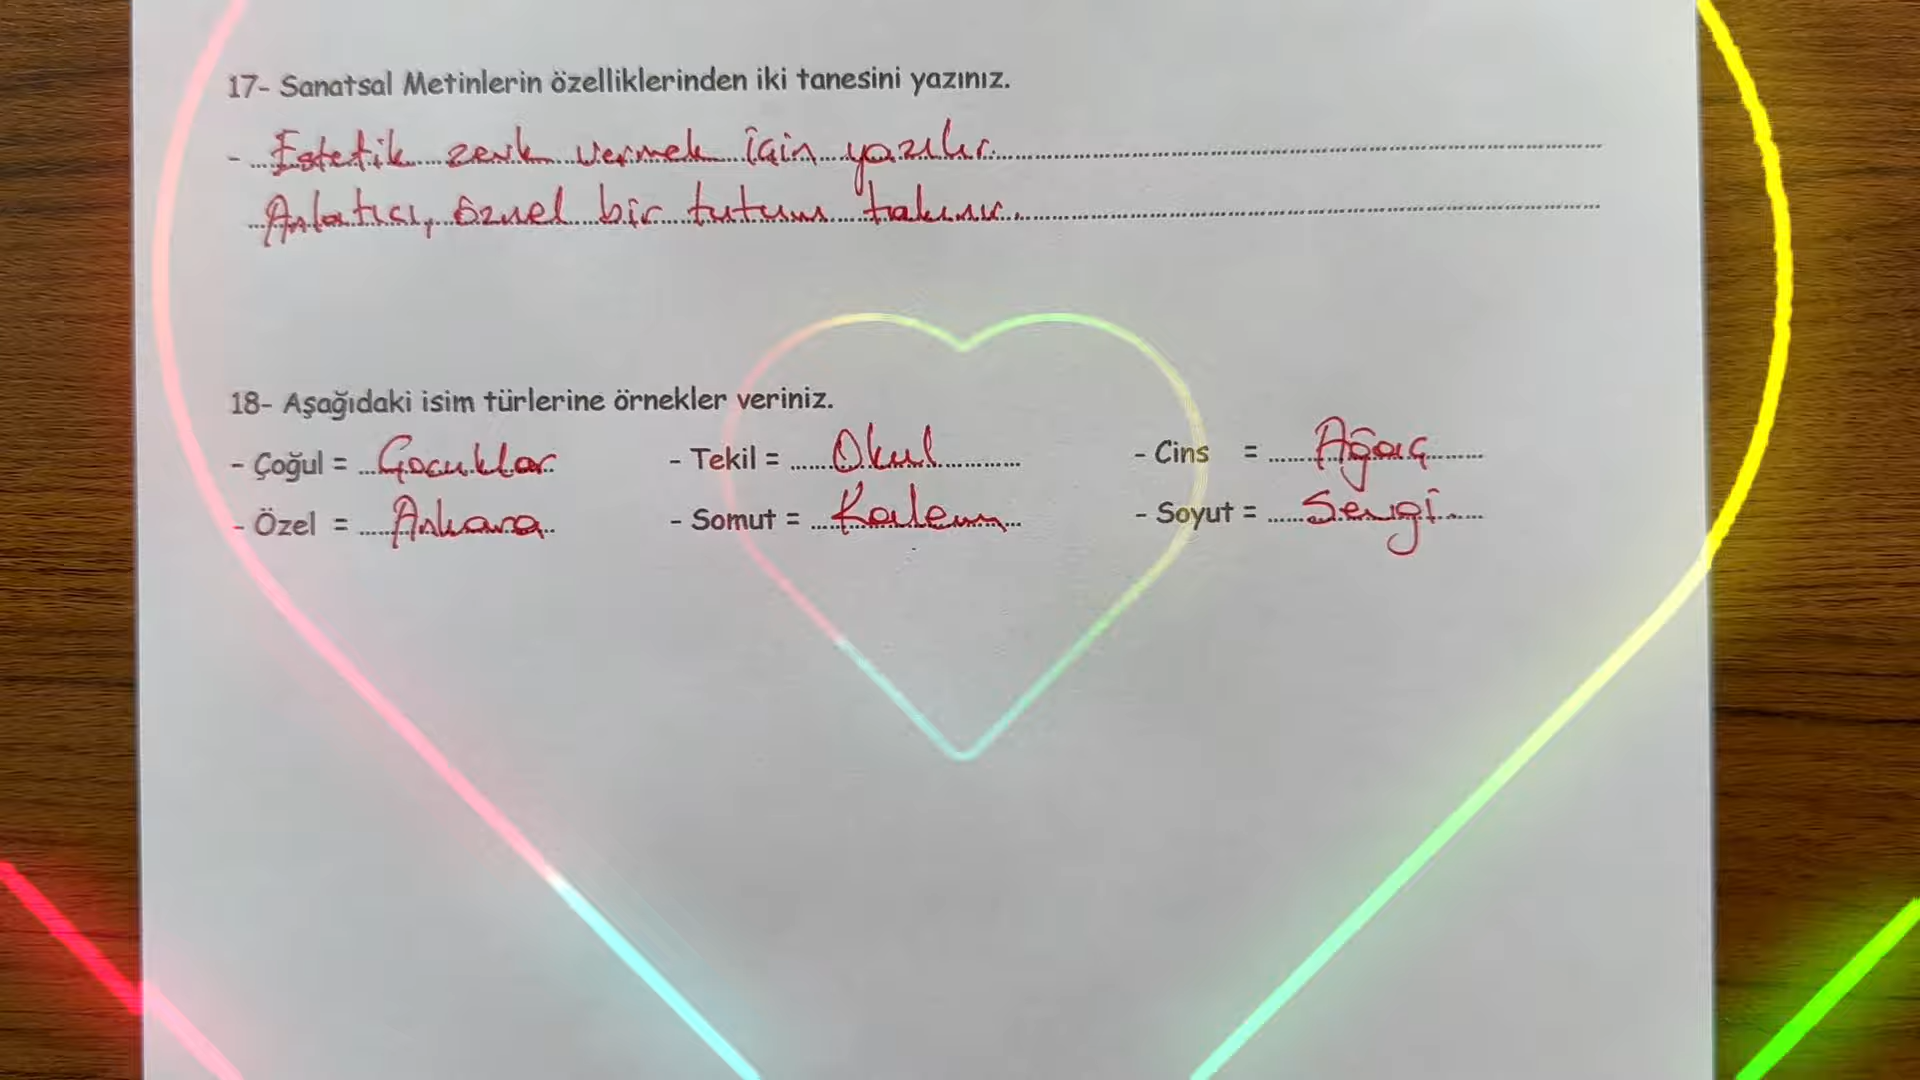 17- Sanatsal Metinlerin özelliklerinden iki tanesini yazınız.
- Estetik zevk vermek için yazılır.
Anlatıcı, öznel bir tutum takınır.
18- Aşağıdaki isim türlerine örnekler veriniz.
- Çoğul = Çocuklar - Tekil = Okul - Cins = Ağaç
- Özel = Ankara - Somut = Kalem - Soyut = Sevgi